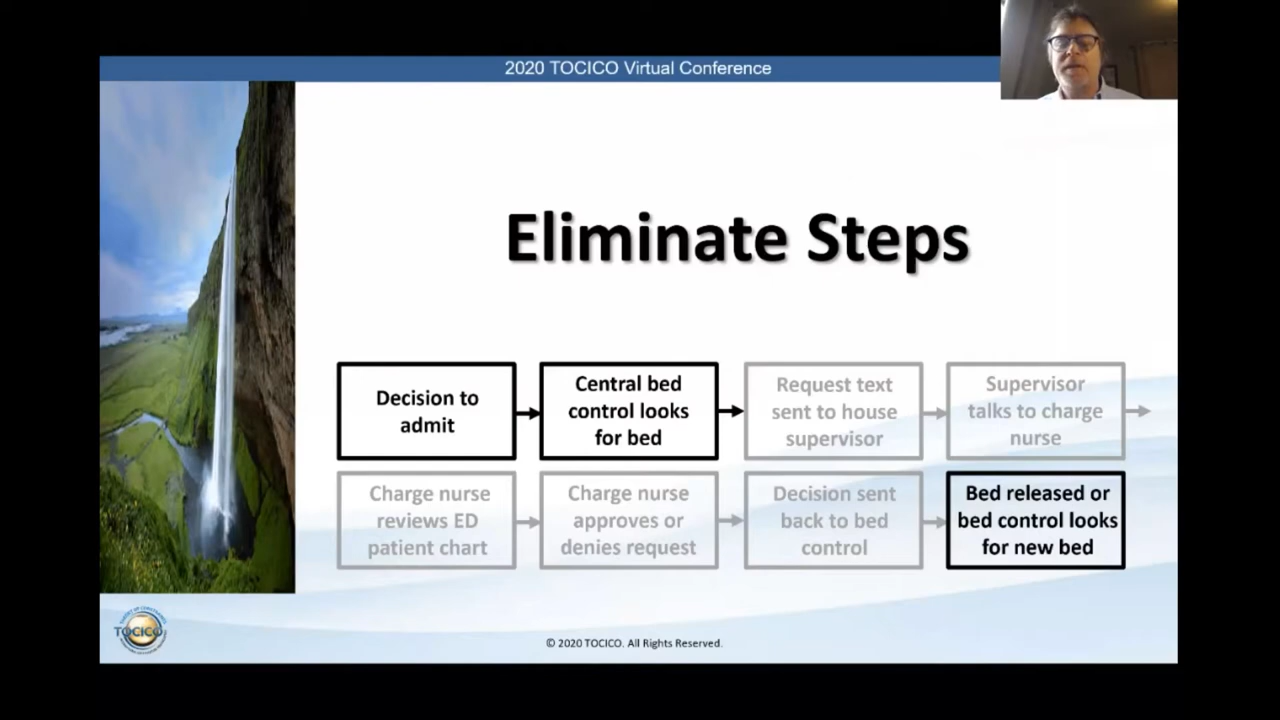 2020 TOCICO Virtual Conference
Eliminate Steps
Decision to
admit
Central bed
control looks
for bed
Request text
sent to house
supervisor
Supervisor
talks to charge
nurse
Charge nurse
reviews ED
patient chart
Charge nurse
approves or
denies request
Decision sent
back to bed
control
Bed released or
bed control looks
for new bed
TOCICO
© 2020 TOCICO. All Rights Reserved.